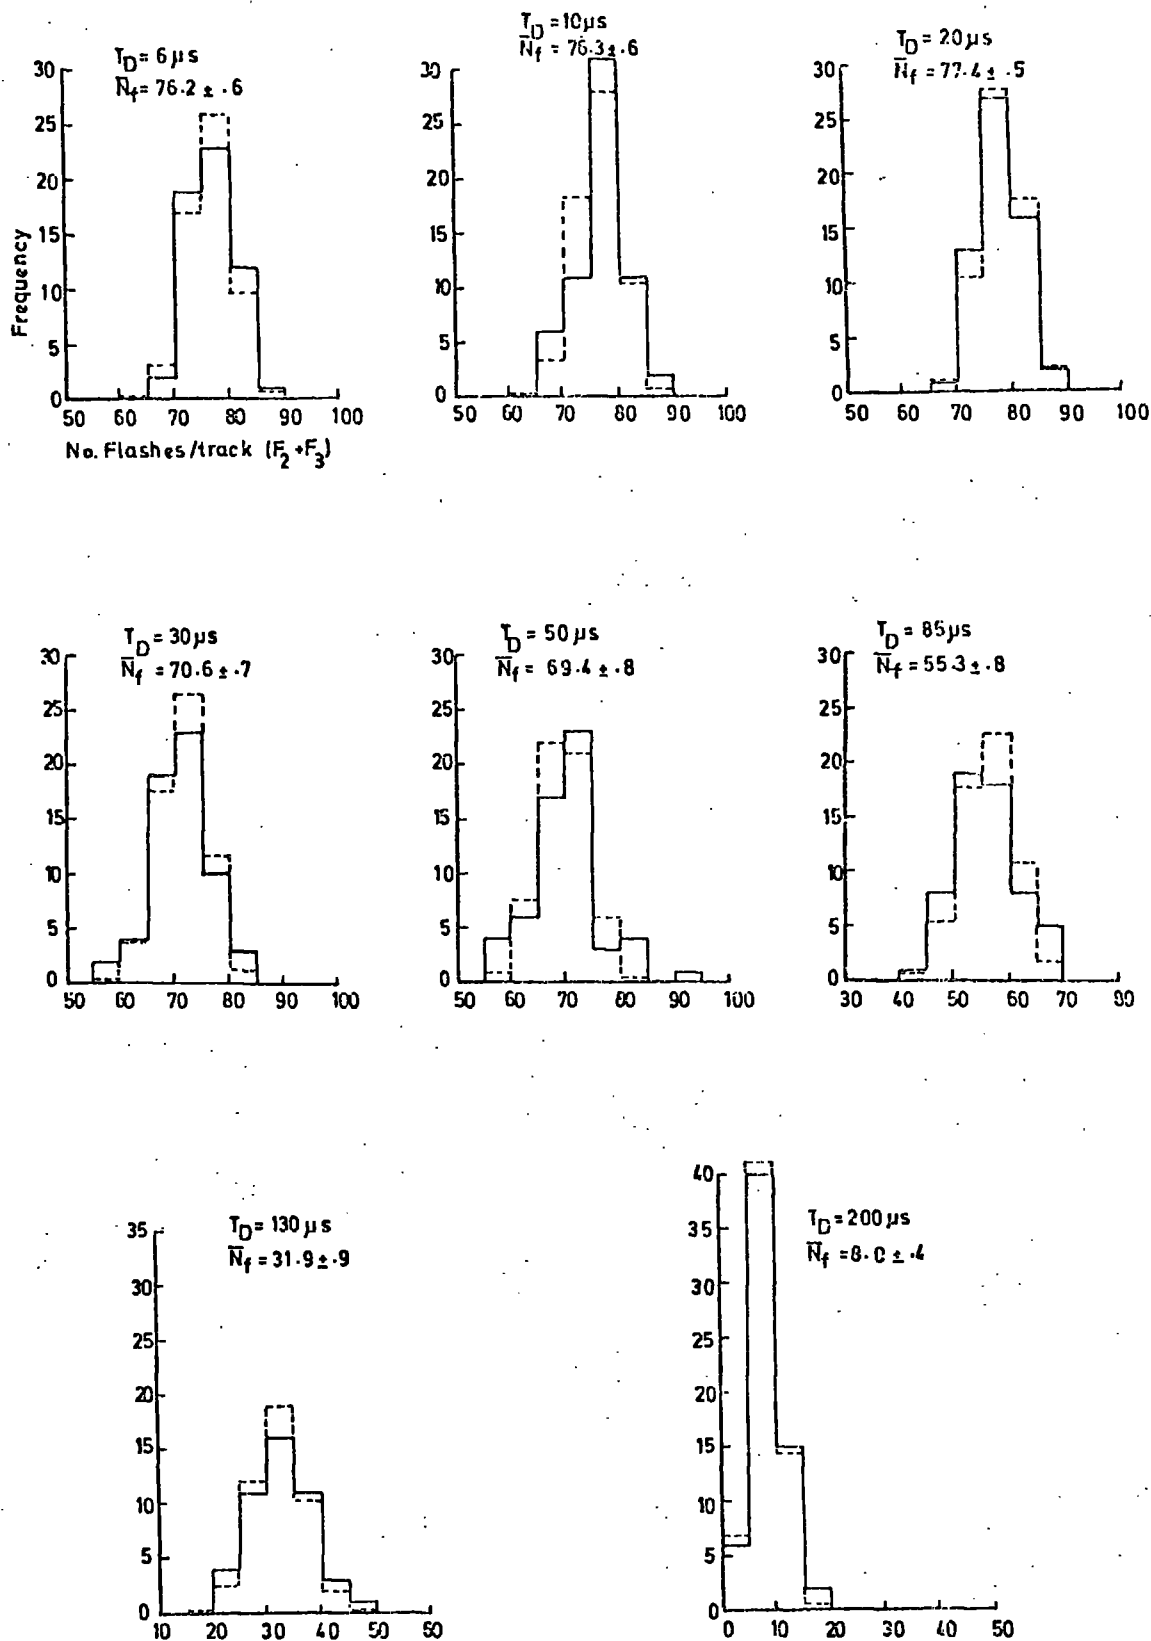 T_D = 6 µs
N̄_f = 76.2 ± .6
30
25
20
15
10
5
0
Frequency
50 60 70 80 90 100
No. Flashes/track (F₂+F₃)
T_D = 10 µs
N̄_f = 76.3 ± .6
30
25
20
15
10
5
0
50 60 70 80 90 100
T_D = 20 µs
N̄_f = 77.4 ± .5
30
25
20
15
10
5
0
50 60 70 80 90 100
T_D = 30 µs
N̄_f = 70.6 ± .7
30
25
20
15
10
5
0
50 60 70 80 90 100
T_D = 50 µs
N̄_f = 69.4 ± .8
30
25
20
15
10
5
0
50 60 70 80 90 100
T_D = 85 µs
N̄_f = 55.3 ± .8
30
25
20
15
10
5
0
30 40 50 60 70 80
T_D = 130 µs
N̄_f = 31.9 ± .9
35
30
25
20
15
10
5
0
10 20 30 40 50 60
T_D = 200 µs
N̄_f = 8.0 ± .4
40
35
30
25
20
15
10
5
0
0 10 20 30 40 50